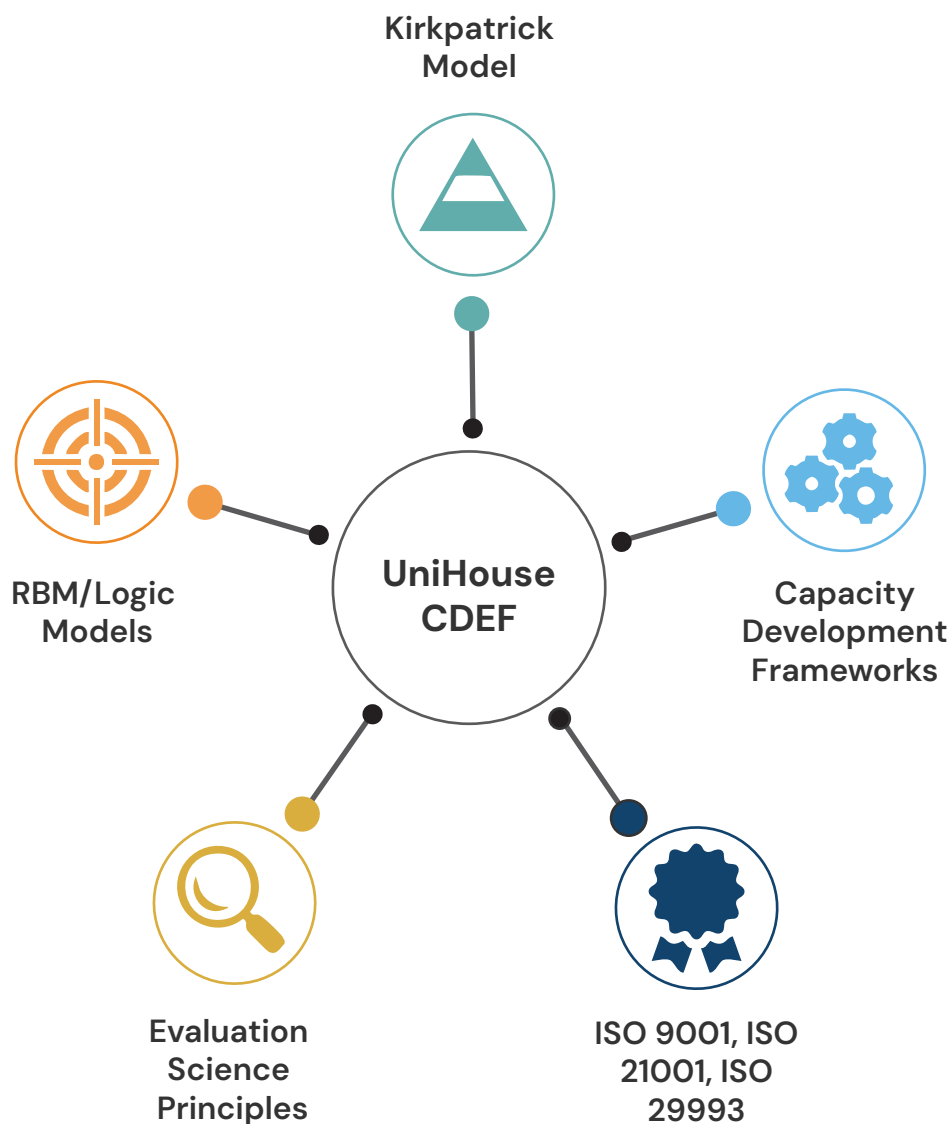 Kirkpatrick
Model
RBM/Logic
Models
UniHouse
CDEF
Capacity
Development
Frameworks
Evaluation
Science
Principles
ISO 9001, ISO
21001, ISO
29993